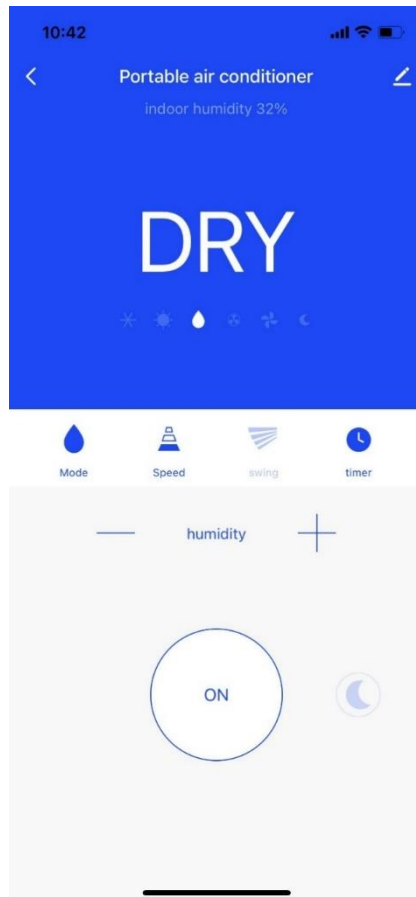 10:42
Portable air conditioner
indoor humidity 32%
DRY
Mode Speed swing timer
humidity
ON